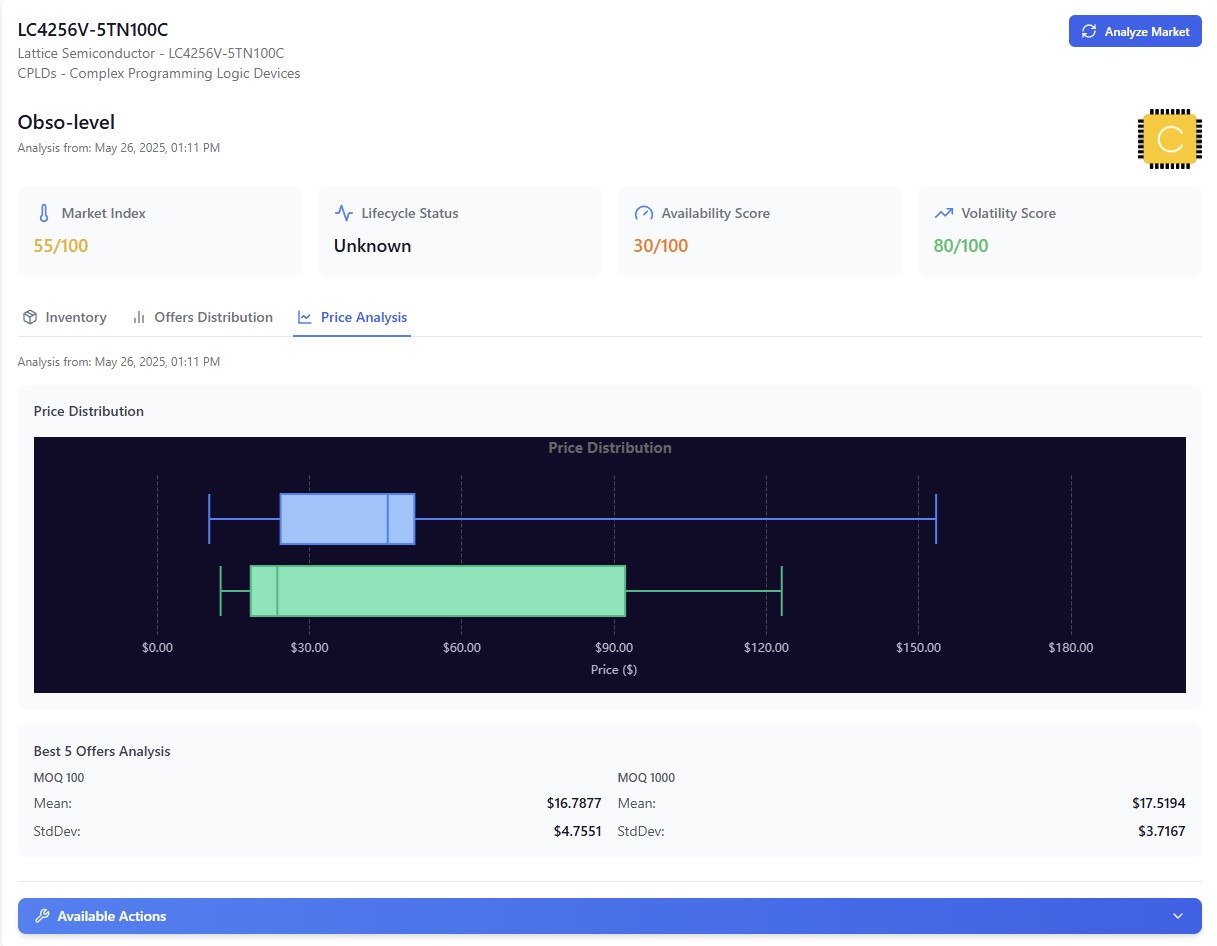 LC4256V-5TN100C
Analyze Market
Lattice Semiconductor - LC4256V-5TN100C
CPLDs - Complex Programming Logic Devices
Obso-level
Analysis from: May 26, 2025, 01:11 PM
C
Market Index
55/100
Lifecycle Status
Unknown
Availability Score
30/100
Volatility Score
80/100
Inventory
Offers Distribution
Price Analysis
Analysis from: May 26, 2025, 01:11 PM
Price Distribution
Price Distribution
$0.00 $30.00 $60.00 $90.00 $120.00 $150.00 $180.00
Price ($)
Best 5 Offers Analysis
MOQ 100
Mean: $16.7877
StdDev: $4.7551
MOQ 1000
Mean: $17.5194
StdDev: $3.7167
Available Actions